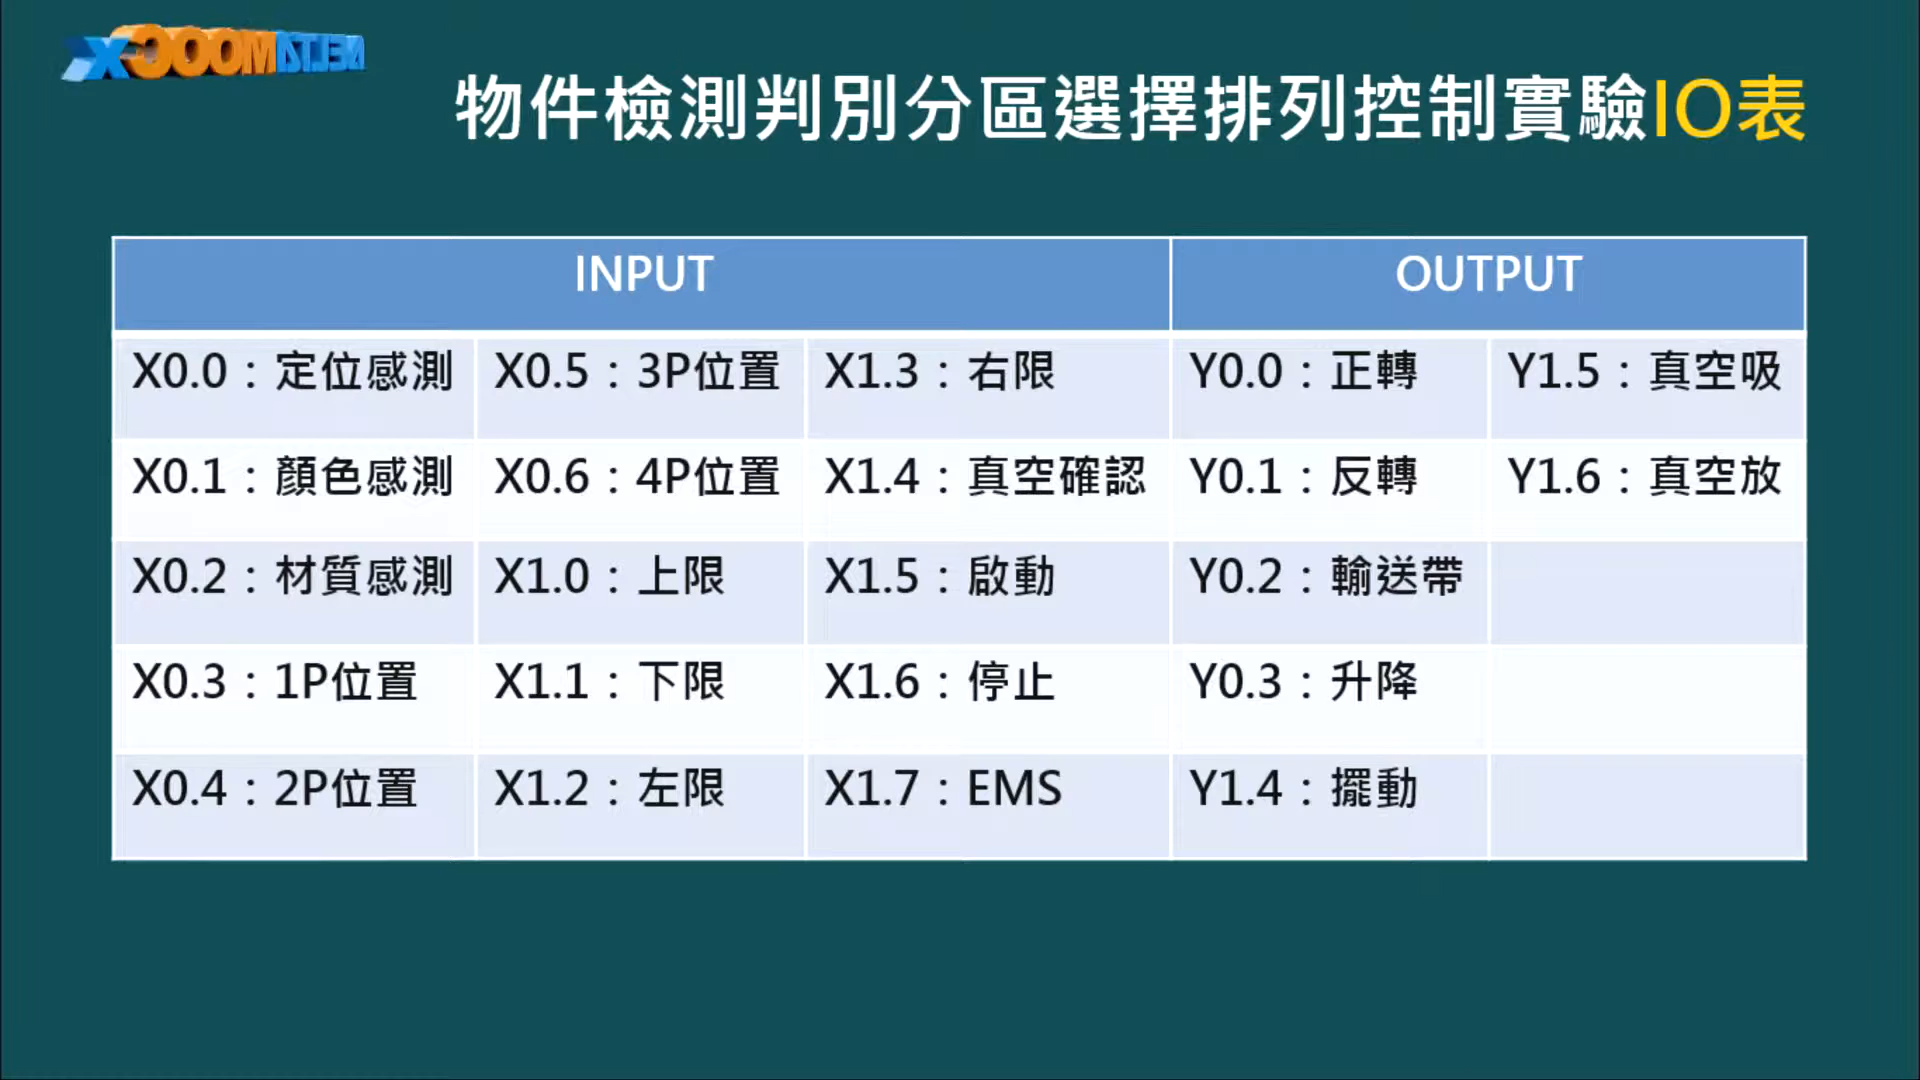 DELTAMOOCX
物件檢測判別分區選擇排列控制實驗IO表
INPUT OUTPUT
X0.0：定位感測 X0.5：3P位置 X1.3：右限 Y0.0：正轉 Y1.5：真空吸
X0.1：顏色感測 X0.6：4P位置 X1.4：真空確認 Y0.1：反轉 Y1.6：真空放
X0.2：材質感測 X1.0：上限 X1.5：啟動 Y0.2：輸送帶
X0.3：1P位置 X1.1：下限 X1.6：停止 Y0.3：升降
X0.4：2P位置 X1.2：左限 X1.7：EMS Y1.4：擺動